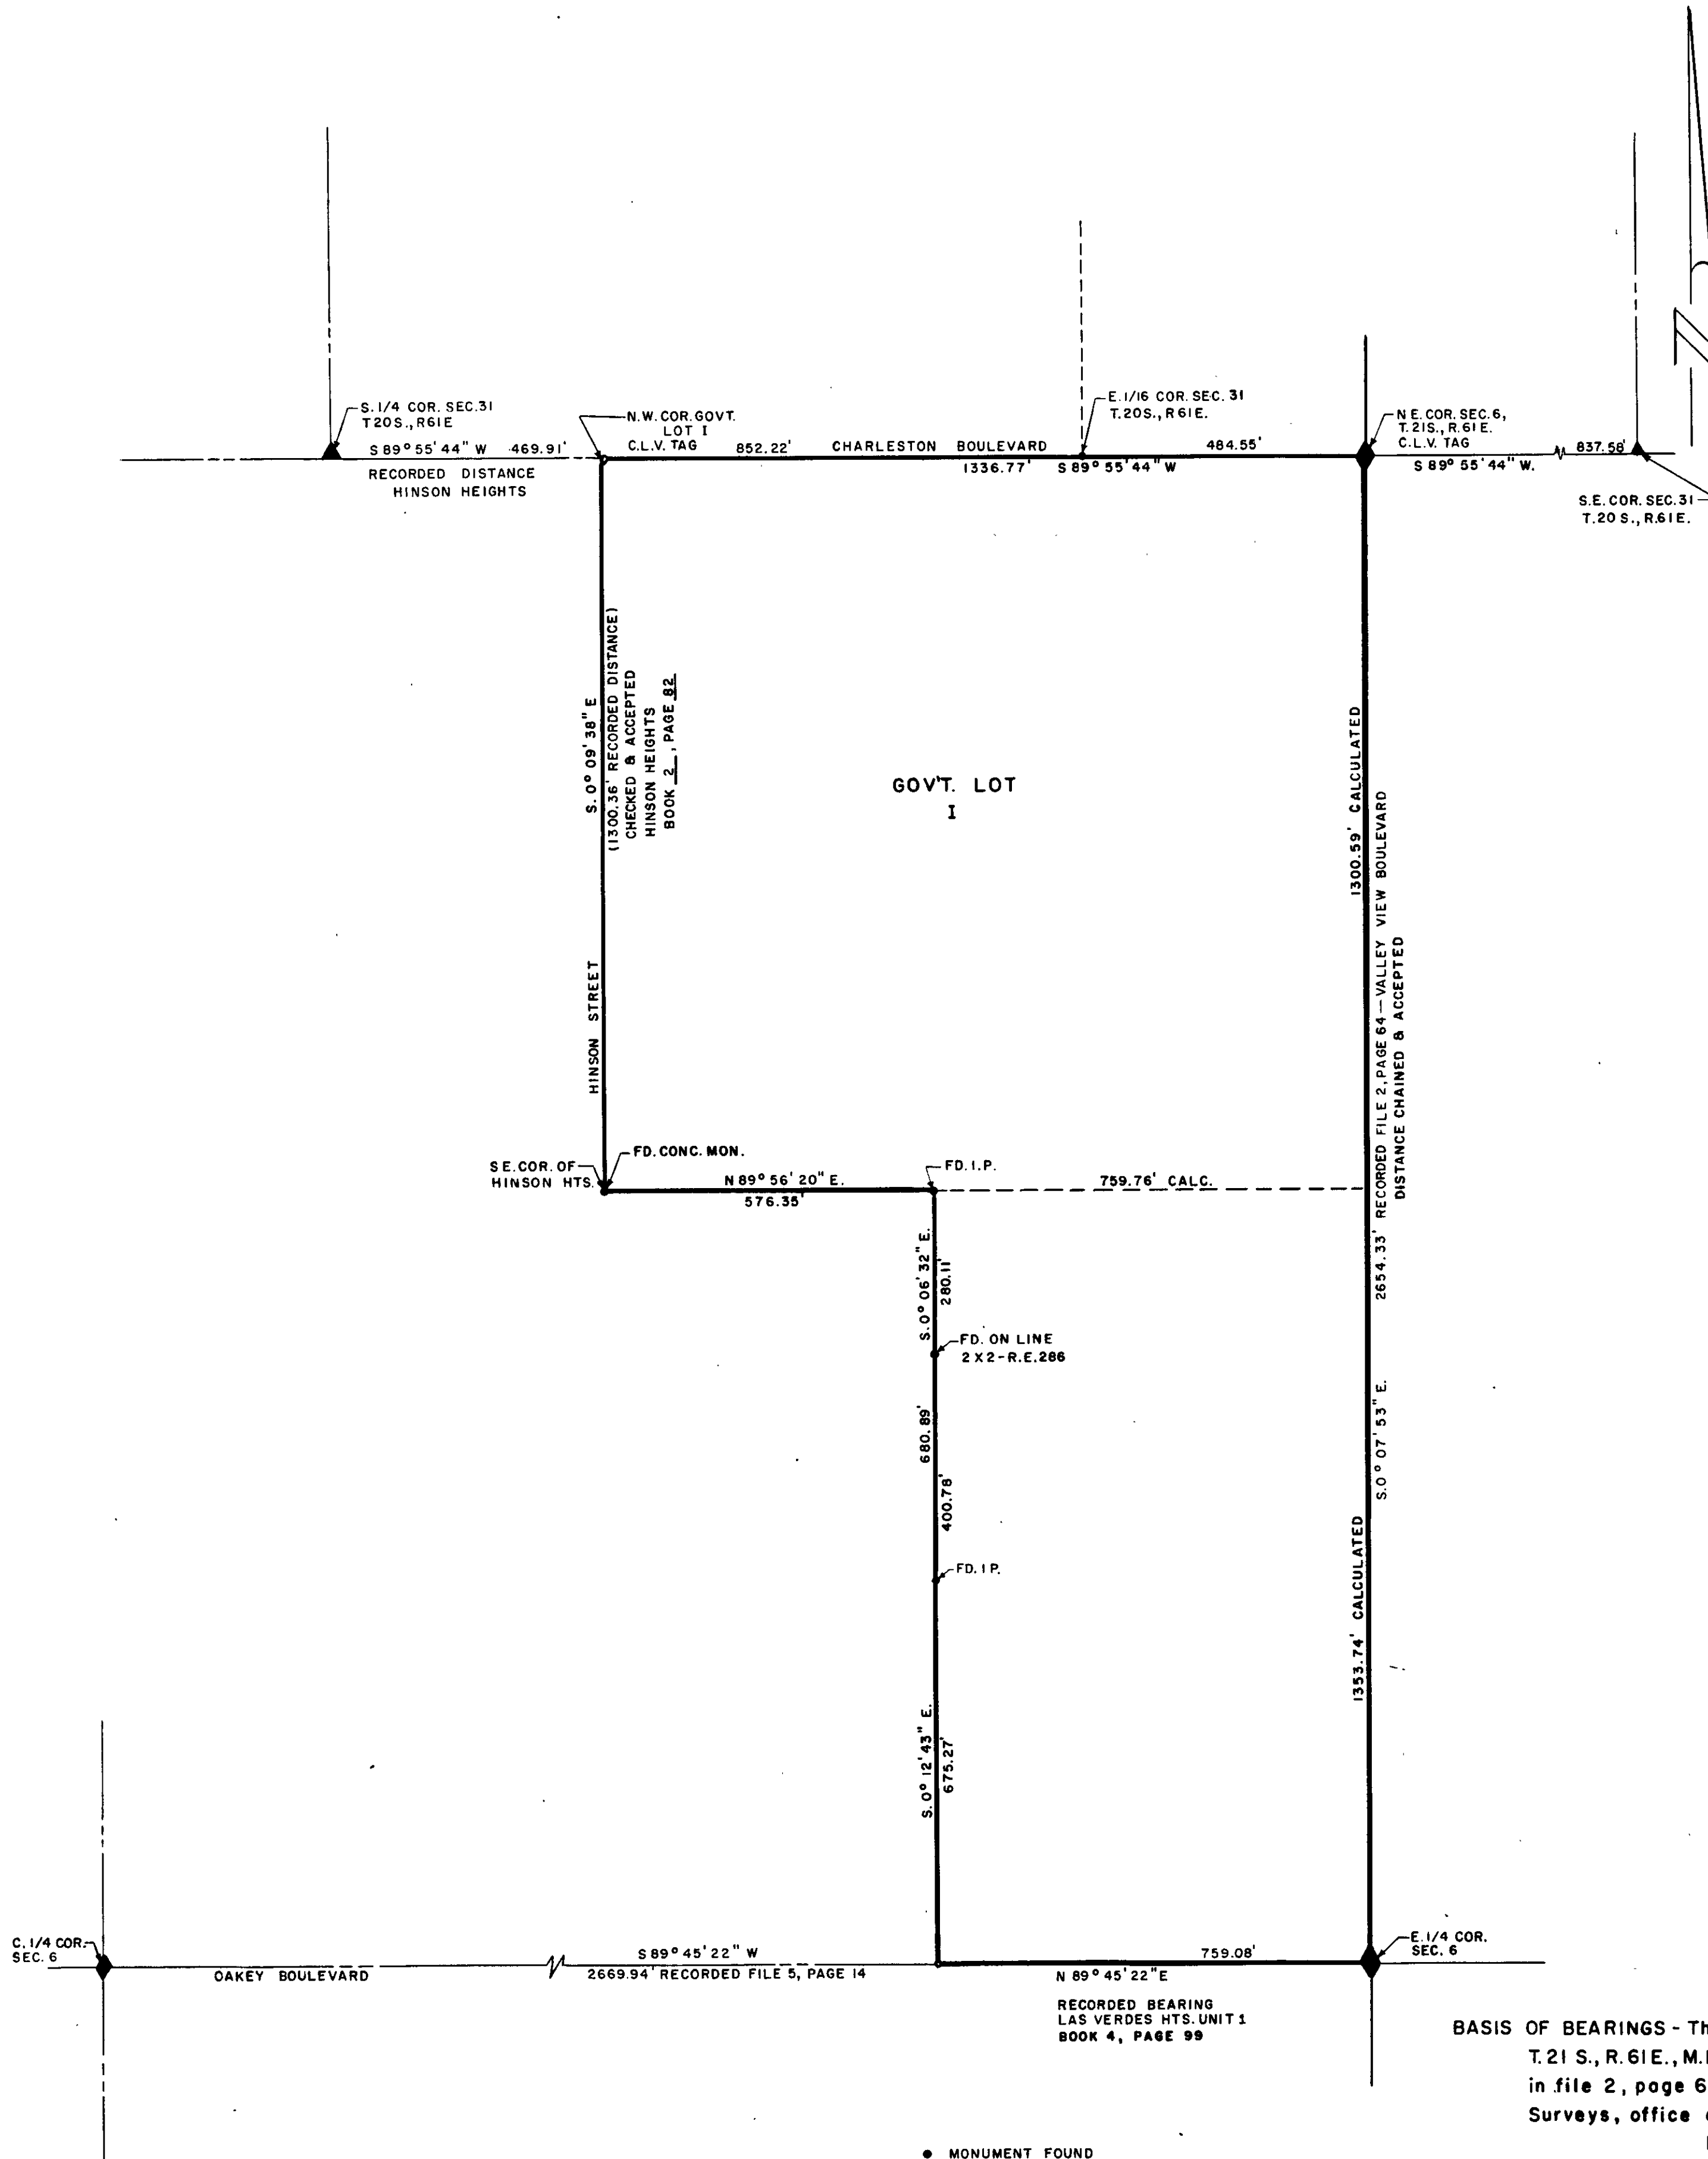 S. 1/4 COR. SEC. 31
T 20 S., R 61 E
S 89° 55' 44" W 469.91'
RECORDED DISTANCE
HINSON HEIGHTS
N.W. COR. GOVT.
LOT I
C.L.V. TAG
852.22'
CHARLESTON BOULEVARD
1336.77' S 89° 55' 44" W
E. 1/16 COR. SEC. 31
T. 20 S., R 61 E.
484.55'
N E. COR. SEC. 6,
T. 21 S., R. 61 E.
C.L.V. TAG
S 89° 55' 44" W.
837.58'
S.E. COR. SEC. 31
T. 20 S., R. 61 E.
S. 0° 09' 38" E
(1300.36' RECORDED DISTANCE)
CHECKED & ACCEPTED
HINSON HEIGHTS
BOOK 2, PAGE 82
HINSON STREET
GOV'T. LOT
I
1300.59' CALCULATED
2654.33' RECORDED FILE 2, PAGE 64 — VALLEY VIEW BOULEVARD
DISTANCE CHAINED & ACCEPTED
S E. COR. OF
HINSON HTS.
FD. CONC. MON.
N 89° 56' 20" E.
576.35'
FD. I.P.
759.76' CALC.
S. 0° 06' 32" E.
280.11'
FD. ON LINE
2 X 2 - R.E. 286
680.89'
400.78'
FD. I P.
S. 0° 07' 53" E.
1353.74' CALCULATED
S. 0° 12' 43" E.
675.27'
C. 1/4 COR.
SEC. 6
OAKEY BOULEVARD
S 89° 45' 22" W
2669.94' RECORDED FILE 5, PAGE 14
759.08'
N 89° 45' 22" E
E. 1/4 COR.
SEC. 6
RECORDED BEARING
LAS VERDES HTS. UNIT 1
BOOK 4, PAGE 99
BASIS OF BEARINGS - Th
T. 21 S., R. 61 E., M.
in file 2, page 6
Surveys, office
● MONUMENT FOUND